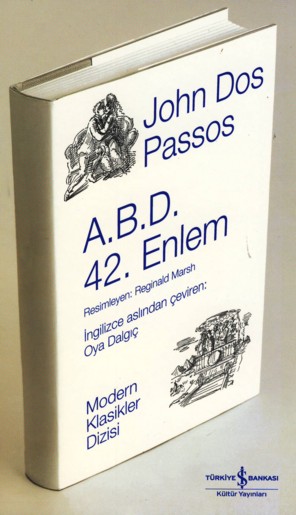 John Dos
Passos
A.B.D.
42. Enlem
Resimleyen: Reginald Marsh
İngilizce aslından çeviren:
Oya Dalgıç
Modern
Klasikler
Dizisi
TÜRKİYE İŞ BANKASI
Kültür Yayınları